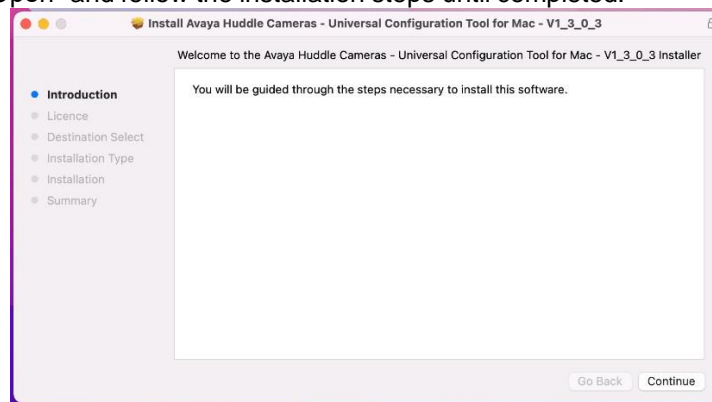 Open" and follow the installation steps until completed.
Install Avaya Huddle Cameras - Universal Configuration Tool for Mac - V1_3_0_3
Welcome to the Avaya Huddle Cameras - Universal Configuration Tool for Mac - V1_3_0_3 Installer
Introduction
Licence
Destination Select
Installation Type
Installation
Summary
You will be guided through the steps necessary to install this software.
Go Back
Continue